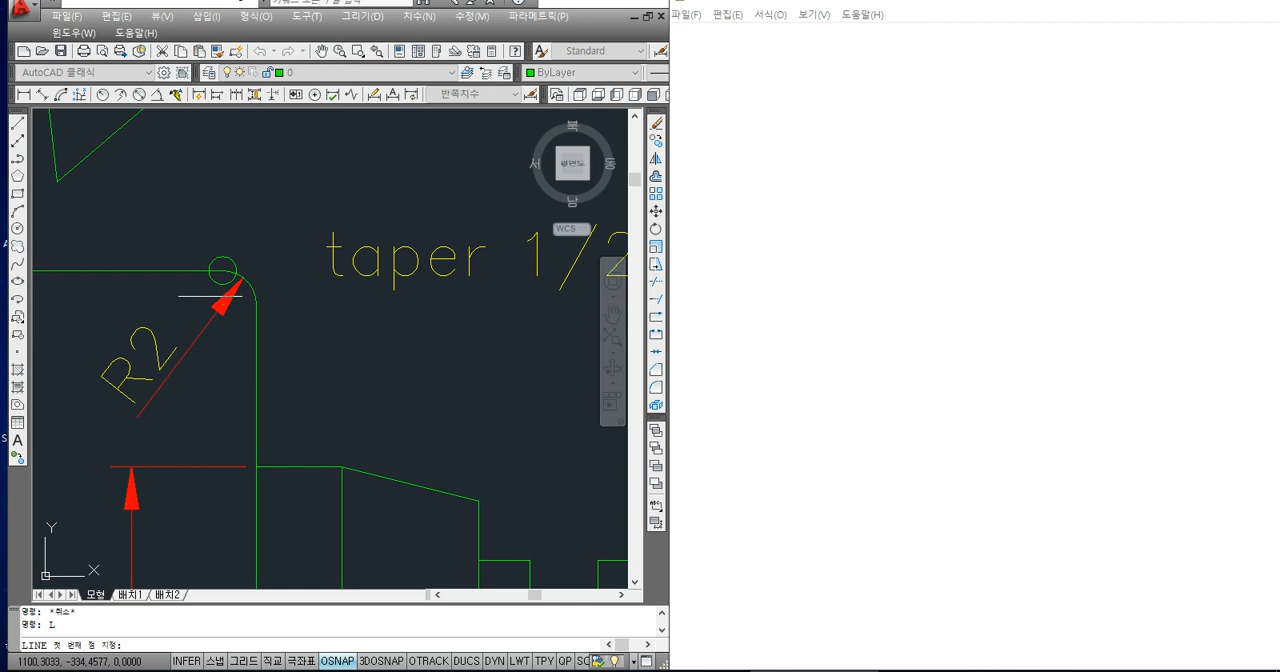 파일(F) 편집(E) 뷰(V) 삽입(I) 형식(O) 도구(T) 그리기(D) 치수(N) 수정(M) 파라메트릭(P)
윈도우(W) 도움말(H)
파일(F) 편집(E) 서식(O) 보기(V) 도움말(H)
Standard
AutoCAD 클래식
0
ByLayer
반쪽지수
북
서 평면도 동
남
WCS
taper 1/2
R2
Y
X
모형 배치1 배치2
명령: *취소*
명령: L
LINE 첫 번째 점 지정:
1100,3033, -334,4577, 0,0000 INFER 스냅 그리드 직교 극좌표 OSNAP 3DOSNAP OTRACK DUCS DYN LWT TPY QP SC